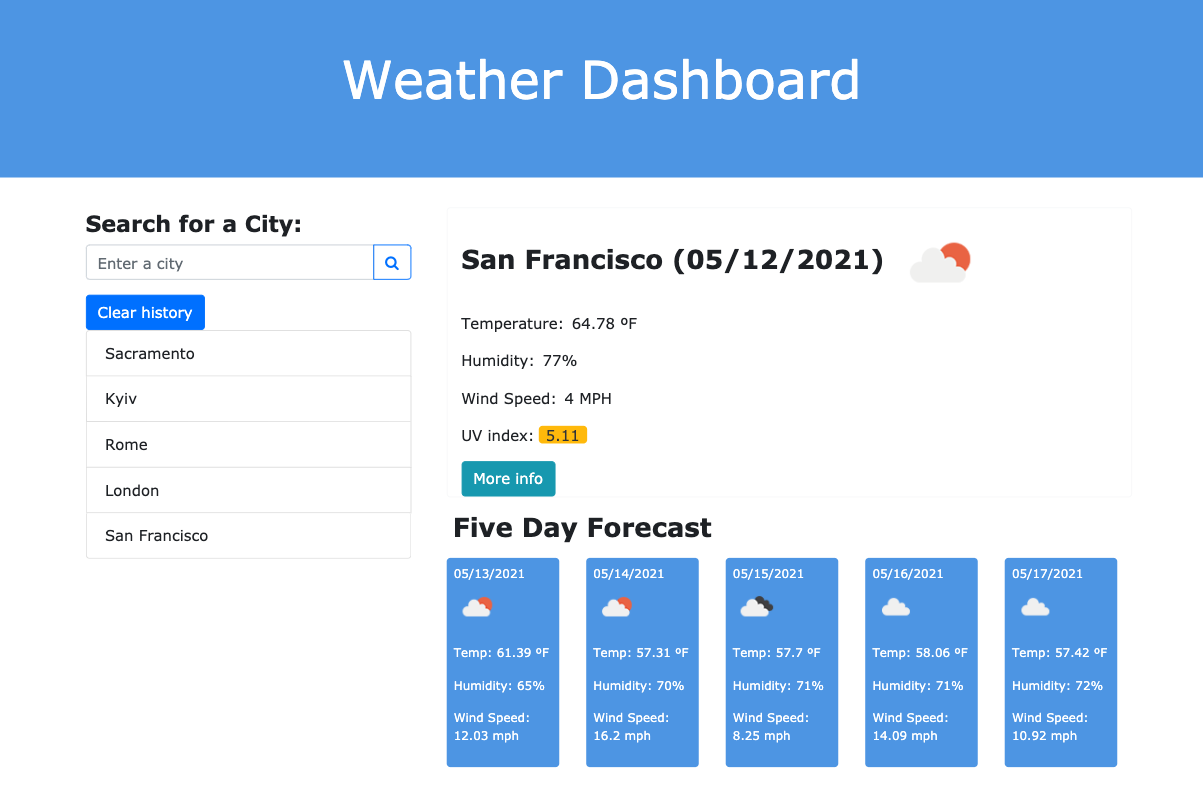 Weather Dashboard
Search for a City:
Enter a city
Clear history
Sacramento
Kyiv
Rome
London
San Francisco
San Francisco (05/12/2021)
Temperature: 64.78 ºF
Humidity: 77%
Wind Speed: 4 MPH
UV index: 5.11
More info
Five Day Forecast
05/13/2021
Temp: 61.39 ºF
Humidity: 65%
Wind Speed:
12.03 mph
05/14/2021
Temp: 57.31 ºF
Humidity: 70%
Wind Speed:
16.2 mph
05/15/2021
Temp: 57.7 ºF
Humidity: 71%
Wind Speed:
8.25 mph
05/16/2021
Temp: 58.06 ºF
Humidity: 71%
Wind Speed:
14.09 mph
05/17/2021
Temp: 57.42 ºF
Humidity: 72%
Wind Speed:
10.92 mph